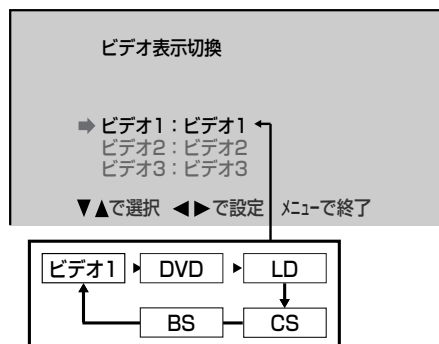 ビデオ表示切換
➡ ビデオ1：ビデオ1
ビデオ2：ビデオ2
ビデオ3：ビデオ3
▼▲で選択 ◀▶で設定 メニューで終了
ビデオ1 ▶ DVD ▶ LD
BS CS